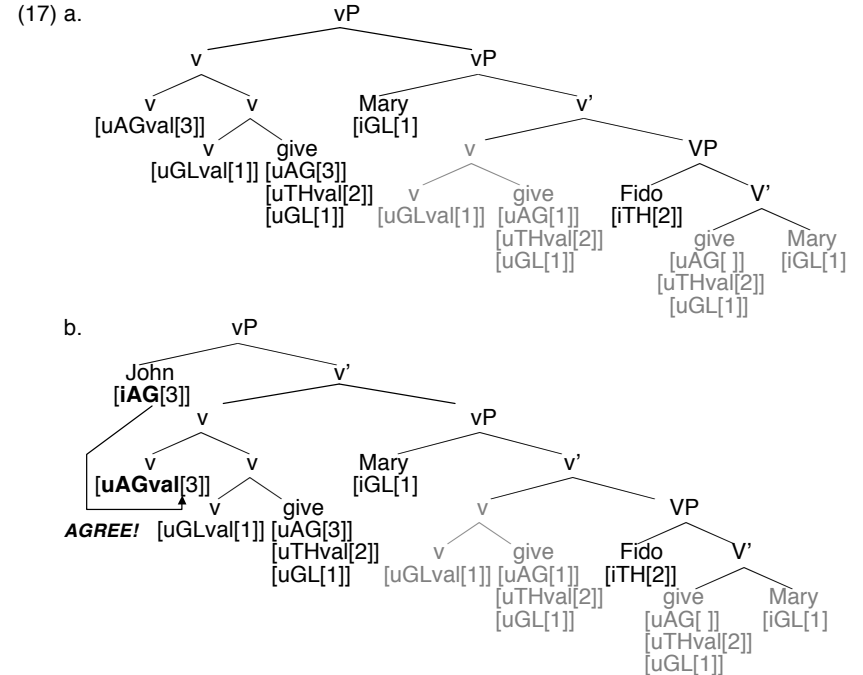 (17) a. vP
v vP
v v Mary v’
[uAGval[3]] [iGL[1]
v give v VP
[uGLval[1]] [uAG[3]]
[uTHval[2]] v give Fido V’
[uGL[1]] [uGLval[1]] [uAG[1]] [iTH[2]]
[uTHval[2]] give Mary
[uGL[1]] [uAG[ ]] [iGL[1]
[uTHval[2]]
[uGL[1]]
b. vP
John v’
[iAG[3]]
v vP
v v Mary v’
[uAGval[3]] [iGL[1]
v give v VP
AGREE! [uGLval[1]] [uAG[3]]
[uTHval[2]] v give Fido V’
[uGL[1]] [uGLval[1]] [uAG[1]] [iTH[2]]
[uTHval[2]] give Mary
[uGL[1]] [uAG[ ]] [iGL[1]
[uTHval[2]]
[uGL[1]]